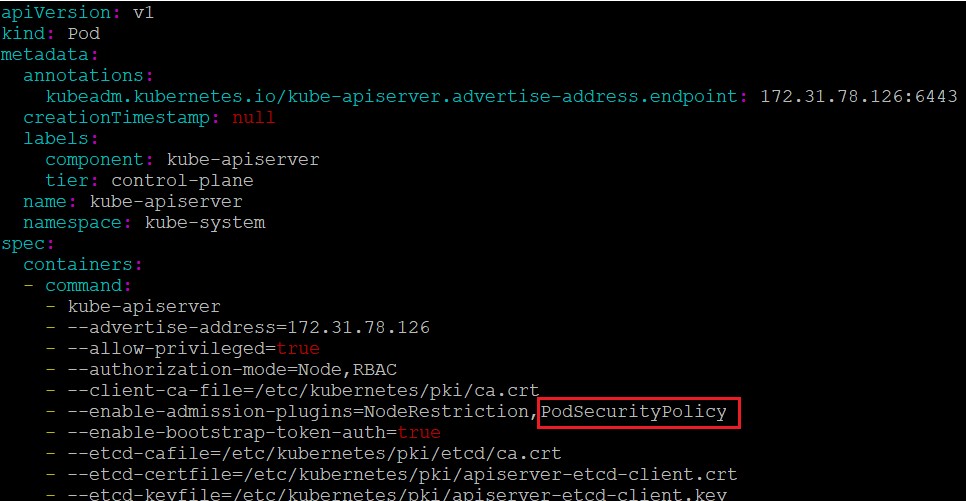 apiVersion: v1
kind: Pod
metadata:
  annotations:
    kubeadm.kubernetes.io/kube-apiserver.advertise-address.endpoint: 172.31.78.126:6443
  creationTimestamp: null
  labels:
    component: kube-apiserver
    tier: control-plane
  name: kube-apiserver
  namespace: kube-system
spec:
  containers:
  - command:
    - kube-apiserver
    - --advertise-address=172.31.78.126
    - --allow-privileged=true
    - --authorization-mode=Node,RBAC
    - --client-ca-file=/etc/kubernetes/pki/ca.crt
    - --enable-admission-plugins=NodeRestriction,PodSecurityPolicy
    - --enable-bootstrap-token-auth=true
    - --etcd-cafile=/etc/kubernetes/pki/etcd/ca.crt
    - --etcd-certfile=/etc/kubernetes/pki/apiserver-etcd-client.crt
    - --etcd-keyfile=/etc/kubernetes/pki/apiserver-etcd-client.key